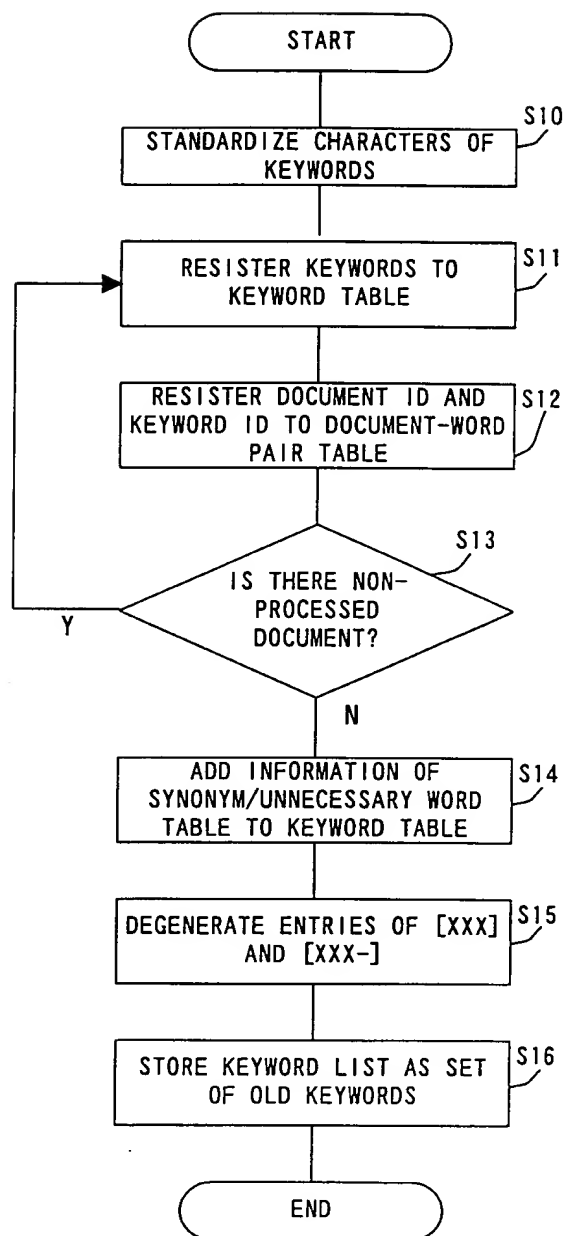 START
S10
STANDARDIZE CHARACTERS OF
KEYWORDS
S11
RESISTER KEYWORDS TO
KEYWORD TABLE
S12
RESISTER DOCUMENT ID AND
KEYWORD ID TO DOCUMENT-WORD
PAIR TABLE
S13
IS THERE NON-
PROCESSED
DOCUMENT?
Y
N
S14
ADD INFORMATION OF
SYNONYM/UNNECESSARY WORD
TABLE TO KEYWORD TABLE
S15
DEGENERATE ENTRIES OF [XXX]
AND [XXX-]
S16
STORE KEYWORD LIST AS SET
OF OLD KEYWORDS
END